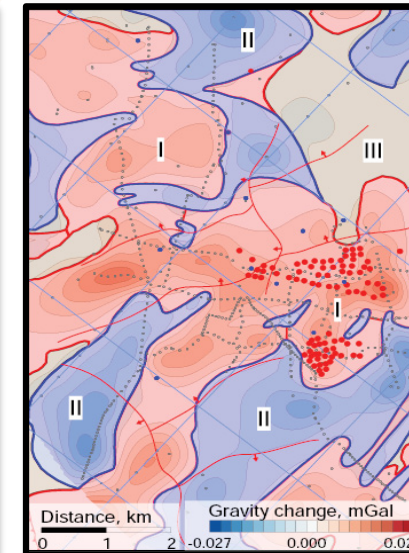 II
I
III
I
II
II
Distance, km
0 1 2
Gravity change, mGal
-0.027 0.000